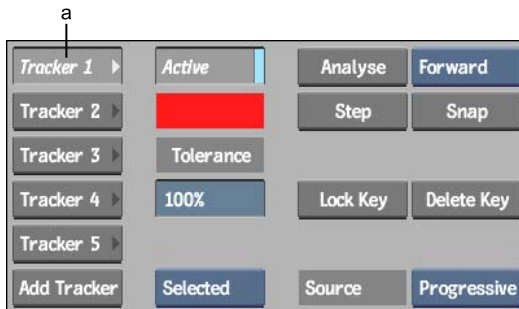 a
Tracker 1 Active Analyse Forward
Tracker 2 Step Snap
Tracker 3 Tolerance
Tracker 4 100% Lock Key Delete Key
Tracker 5
Add Tracker Selected Source Progressive